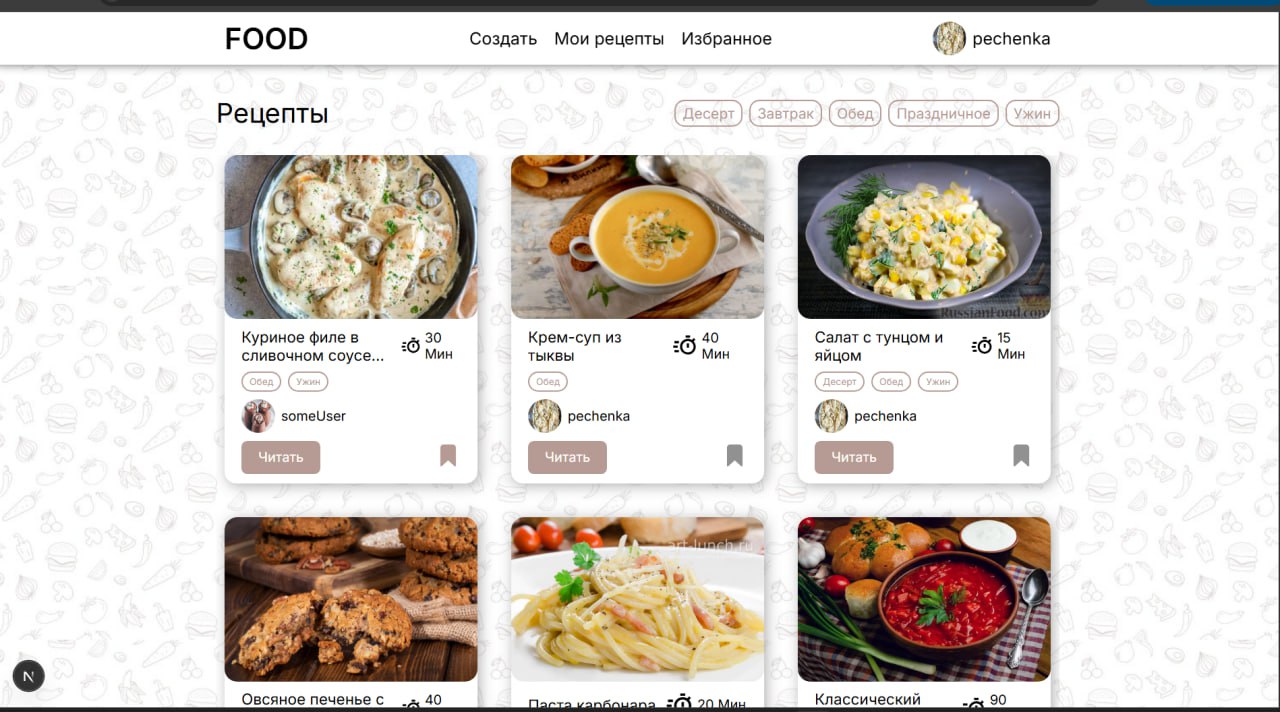 FOOD
Создать Мои рецепты Избранное
pechenka
Рецепты
Десерт Завтрак Обед Праздничное Ужин
RussianFood.com
Куриное филе в
сливочном соусе...
30
Мин
Обед Ужин
someUser
Читать
Крем-суп из
тыквы
40
Мин
Обед
pechenka
Читать
Салат с тунцом и
яйцом
15
Мин
Десерт Обед Ужин
pechenka
Читать
art-lunch.ru
Овсяное печенье с
40
Паста карбонара
20 Мин
Классический
90
N